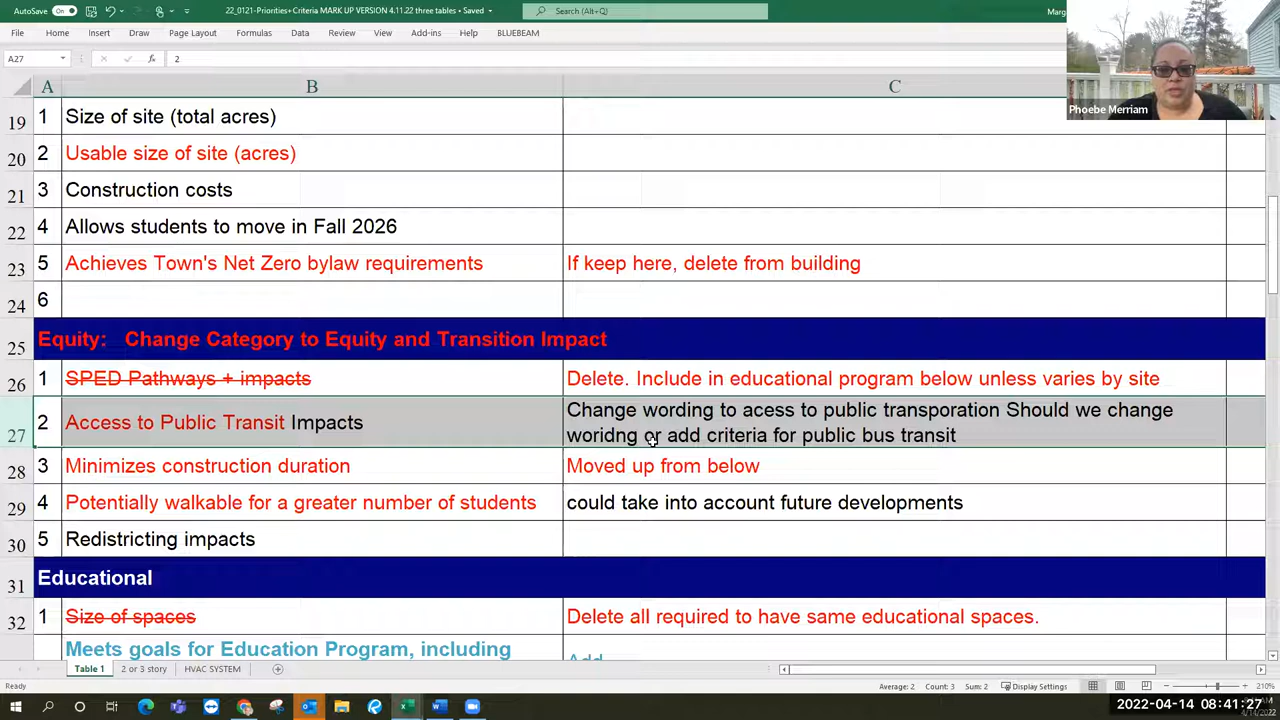 AutoSave On 22_0121-Priorities+Criteria MARK UP VERSION 4.11.22 three tables • Saved Search (Alt+Q) Marg
File Home Insert Draw Page Layout Formulas Data Review View Add-ins Help BLUEBEAM
A27 fx 2
Phoebe Merriam
A B C
19 1 Size of site (total acres)
20 2 Usable size of site (acres)
21 3 Construction costs
22 4 Allows students to move in Fall 2026
23 5 Achieves Town's Net Zero bylaw requirements If keep here, delete from building
24 6
25 Equity: Change Category to Equity and Transition Impact
26 1 SPED Pathways + impacts Delete. Include in educational program below unless varies by site
27 2 Access to Public Transit Impacts Change wording to acess to public transporation Should we change
woridng or add criteria for public bus transit
28 3 Minimizes construction duration Moved up from below
29 4 Potentially walkable for a greater number of students could take into account future developments
30 5 Redistricting impacts
31 Educational
32 1 Size of spaces Delete all required to have same educational spaces.
Meets goals for Education Program, including Add
Table 1 2 or 3 story HVAC SYSTEM
Ready Average: 2 Count: 3 Sum: 2 Display Settings 210%
2022-04-14 08:41:27
4/14/2022